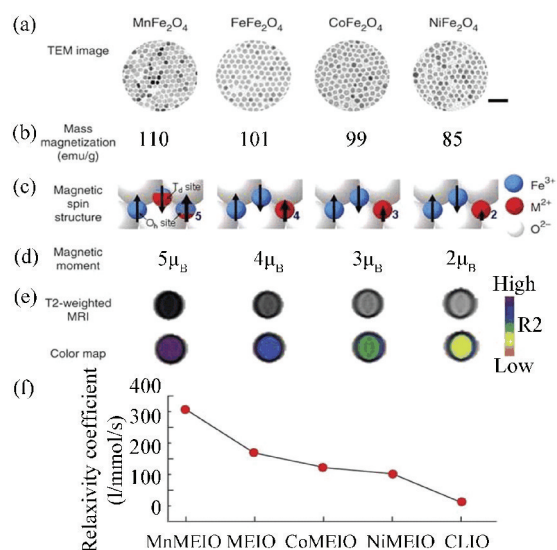 (a)
MnFe2O4 FeFe2O4 CoFe2O4 NiFe2O4
TEM image
(b)
Mass
magnetization
(emu/g)
110 101 99 85
(c)
Magnetic
spin
structure
Td site
Oh site
5 4 3 2
Fe3+
M2+
O2−
(d)
Magnetic
moment
5μB 4μB 3μB 2μB
(e)
T2-weighted
MRI
Color map
High
R2
Low
(f)
Relaxivity coefficient
(l/mmol/s)
400
300
200
100
0
MnMEIO MEIO CoMEIO NiMEIO CLIO